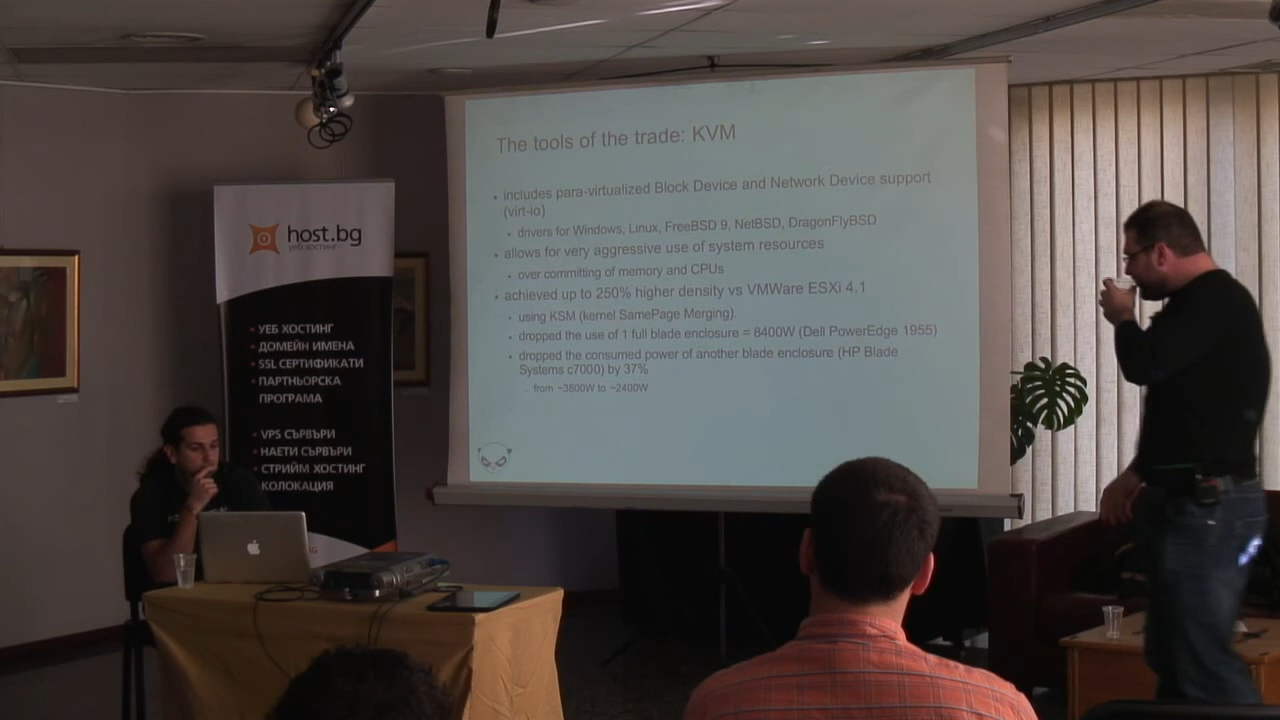 The tools of the trade: KVM
• includes para-virtualized Block Device and Network Device support
(virt-io)
• drivers for Windows, Linux, FreeBSD 9, NetBSD, DragonFlyBSD
• allows for very aggressive use of system resources
• over committing of memory and CPUs
• achieved up to 250% higher density vs VMWare ESXi 4.1
• using KSM (kernel SamePage Merging).
• dropped the use of 1 full blade enclosure = 8400W (Dell PowerEdge 1955)
• dropped the consumed power of another blade enclosure (HP Blade
Systems c7000) by 37%
- from ~3800W to ~2400W
host.bg
уеб хостинг
• УЕБ ХОСТИНГ
• ДОМЕЙН ИМЕНА
• SSL СЕРТИФИКАТИ
• ПАРТНЬОРСКА
ПРОГРАМА
• VPS СЪРВЪРИ
• НАЕТИ СЪРВЪРИ
• СТРИЙМ ХОСТИНГ
• КОЛОКАЦИЯ